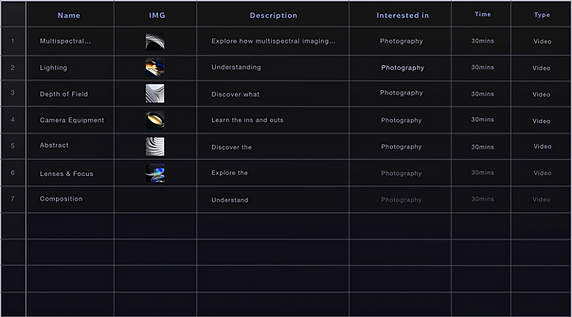 Name IMG Description Interested in Time Type
1 Multispectral... Explore how multispectral imaging... Photography 30mins Video
2 Lighting Understanding Photography 30mins Video
3 Depth of Field Discover what Photography 30mins Video
4 Camera Equipment Learn the ins and outs Photography 30mins Video
5 Abstract Discover the Photography 30mins Video
6 Lenses & Focus Explore the Photography 30mins Video
7 Composition Understand Photography 30mins Video